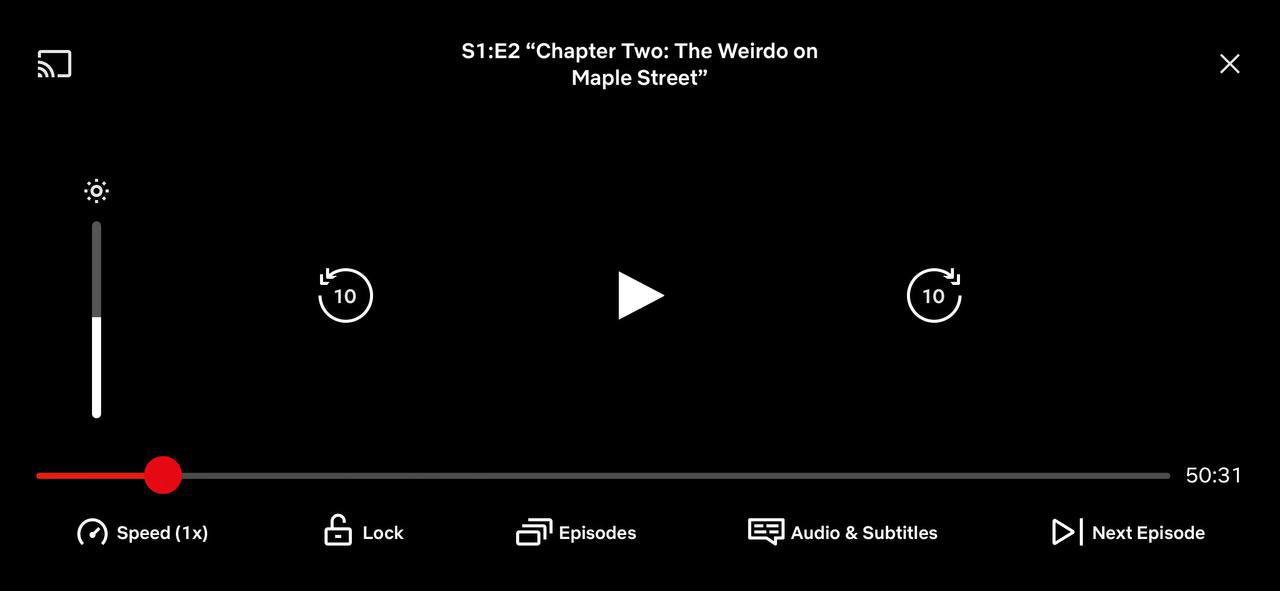 S1:E2 “Chapter Two: The Weirdo on
Maple Street”
10
10
50:31
Speed (1x)
Lock
Episodes
Audio & Subtitles
Next Episode